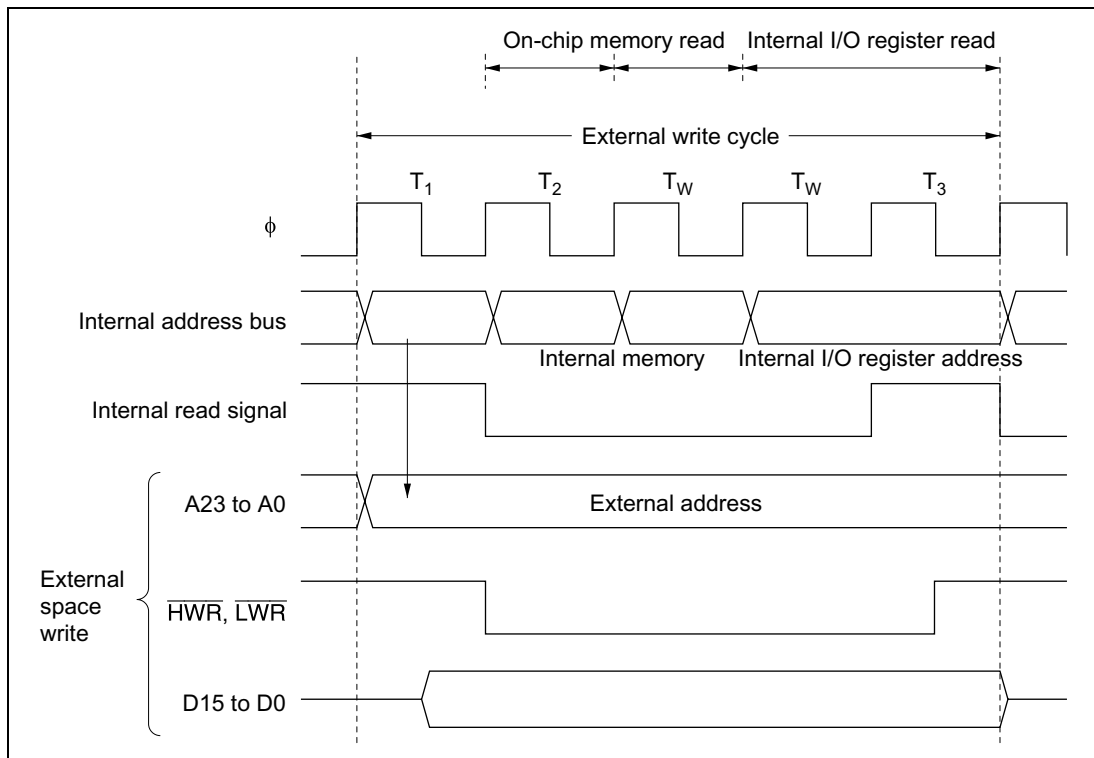 On-chip memory read Internal I/O register read
External write cycle
T1 T2 TW TW T3
ϕ
Internal address bus
Internal memory Internal I/O register address
Internal read signal
A23 to A0 External address
External
space
write
HWR, LWR
D15 to D0